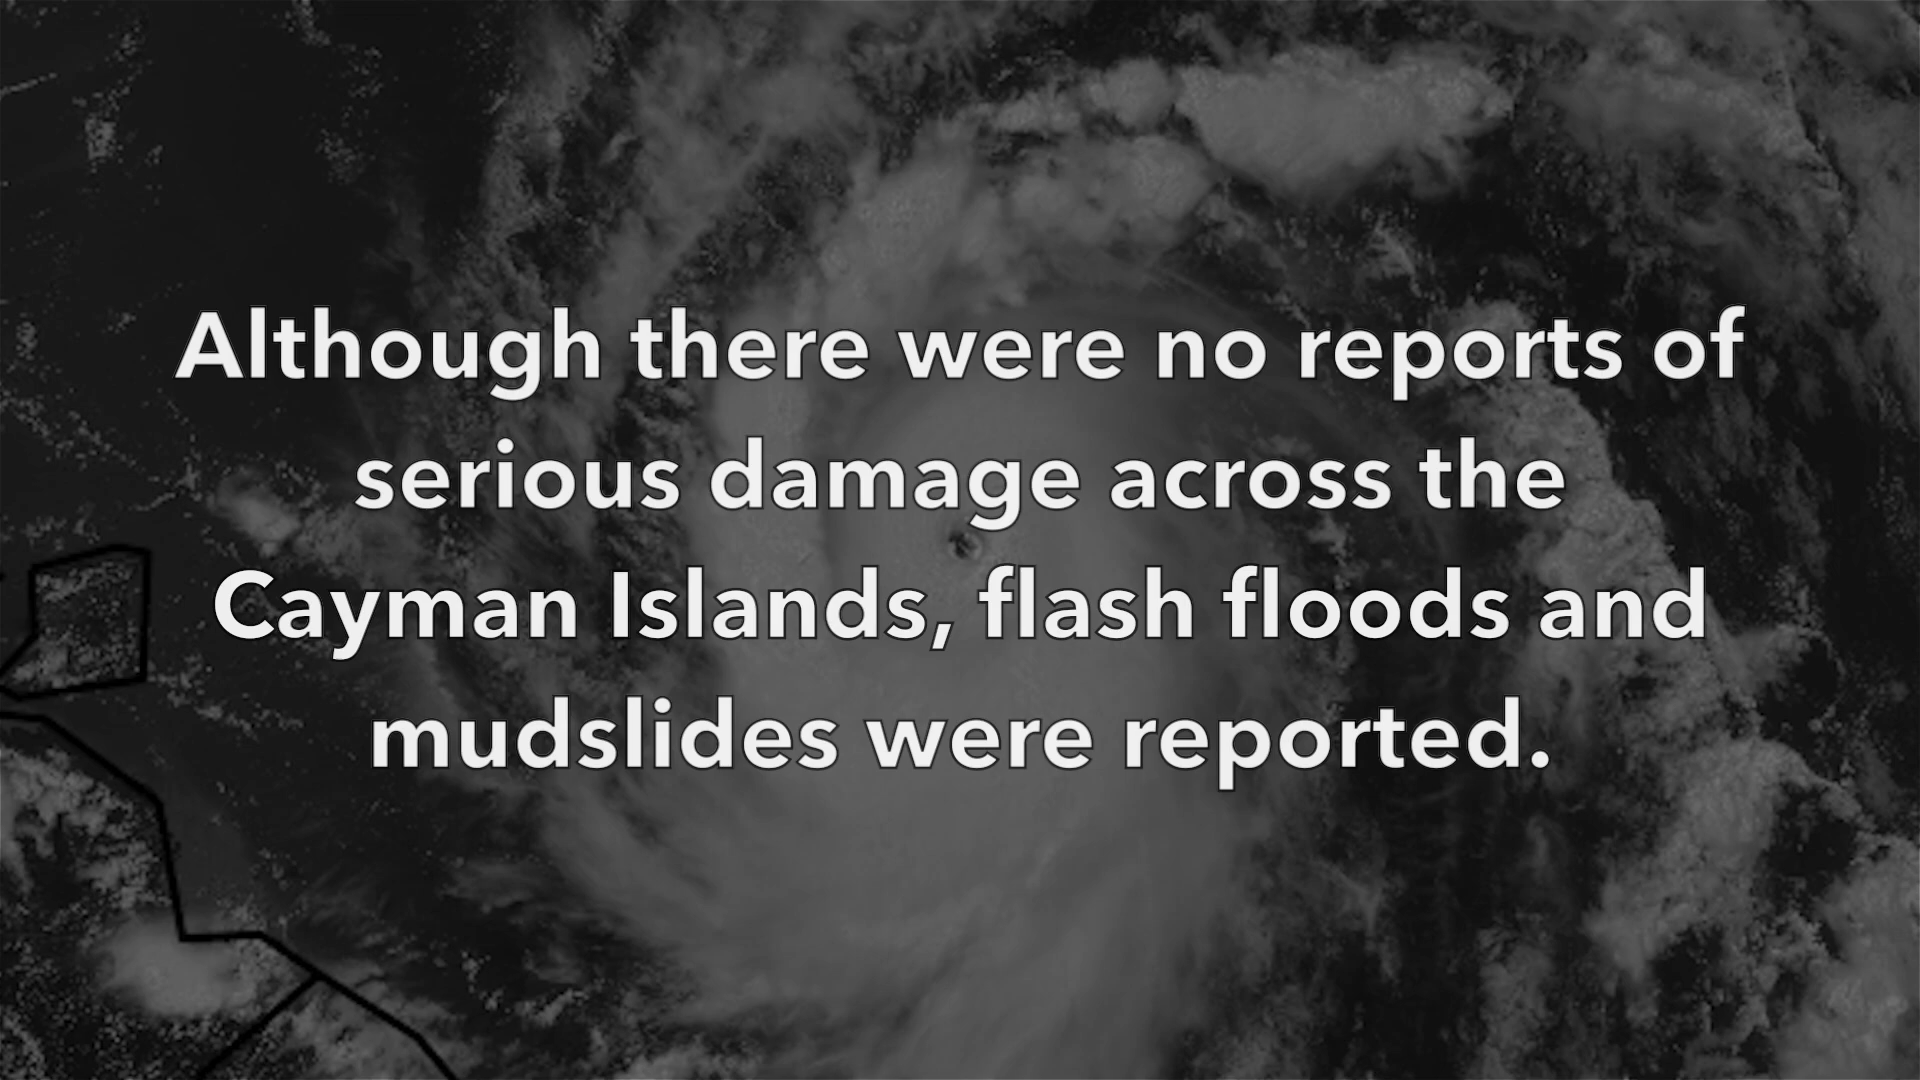 Although there were no reports of
serious damage across the
Cayman Islands, flash floods and
mudslides were reported.